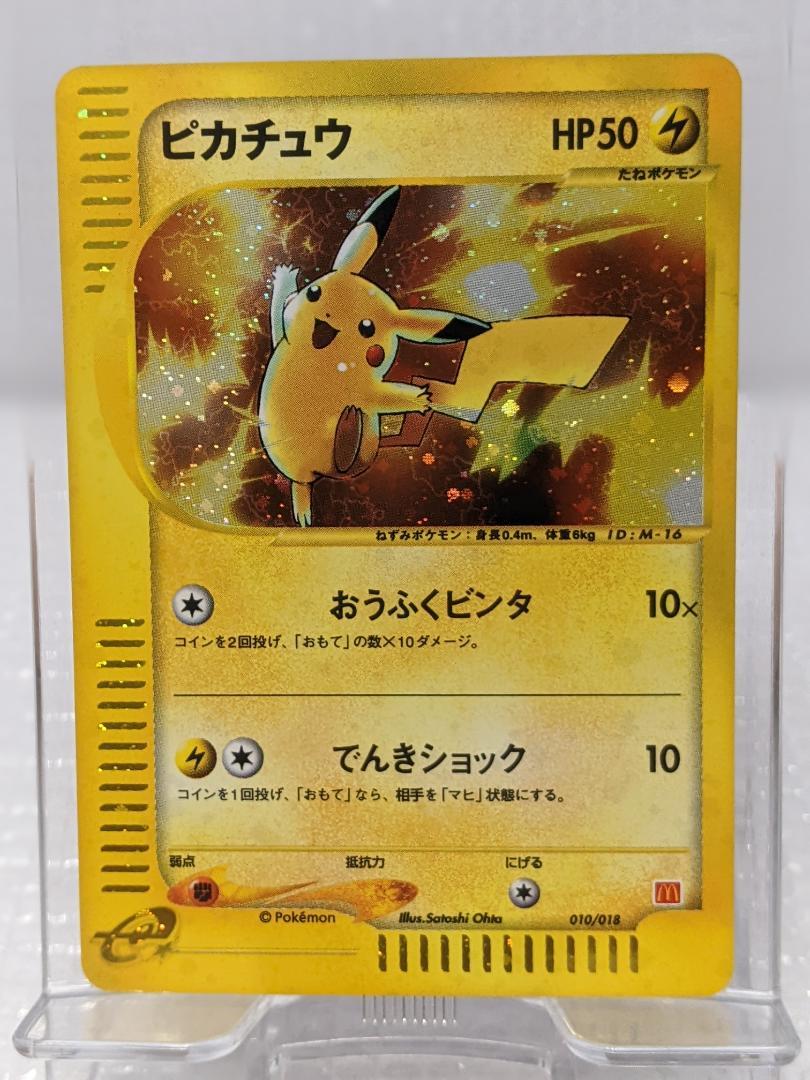 ピカチュウ HP50
たねポケモン
ねずみポケモン：身長0.4m、体重6kg ID:M-16
おうふくビンタ 10×
コインを2回投げ、「おもて」の数×10ダメージ。
でんきショック 10
コインを1回投げ、「おもて」なら、相手を「マヒ」状態にする。
弱点 抵抗力 にげる
© Pokémon Illus.Satoshi Ohta 010/018